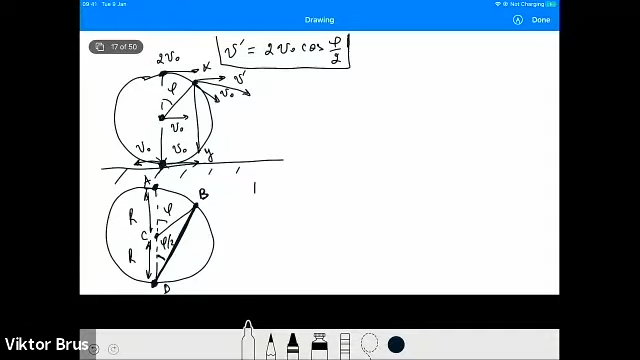 09:41 Tue 9 Jan
Not Charging
Drawing
Done
17 of 50
v' = 2v₀ cos φ/2
2v₀
K
v'
φ
v₀
v₀
v₀
v₀
y
A
B
R
φ
C
φ/2
R
D
Viktor Brus